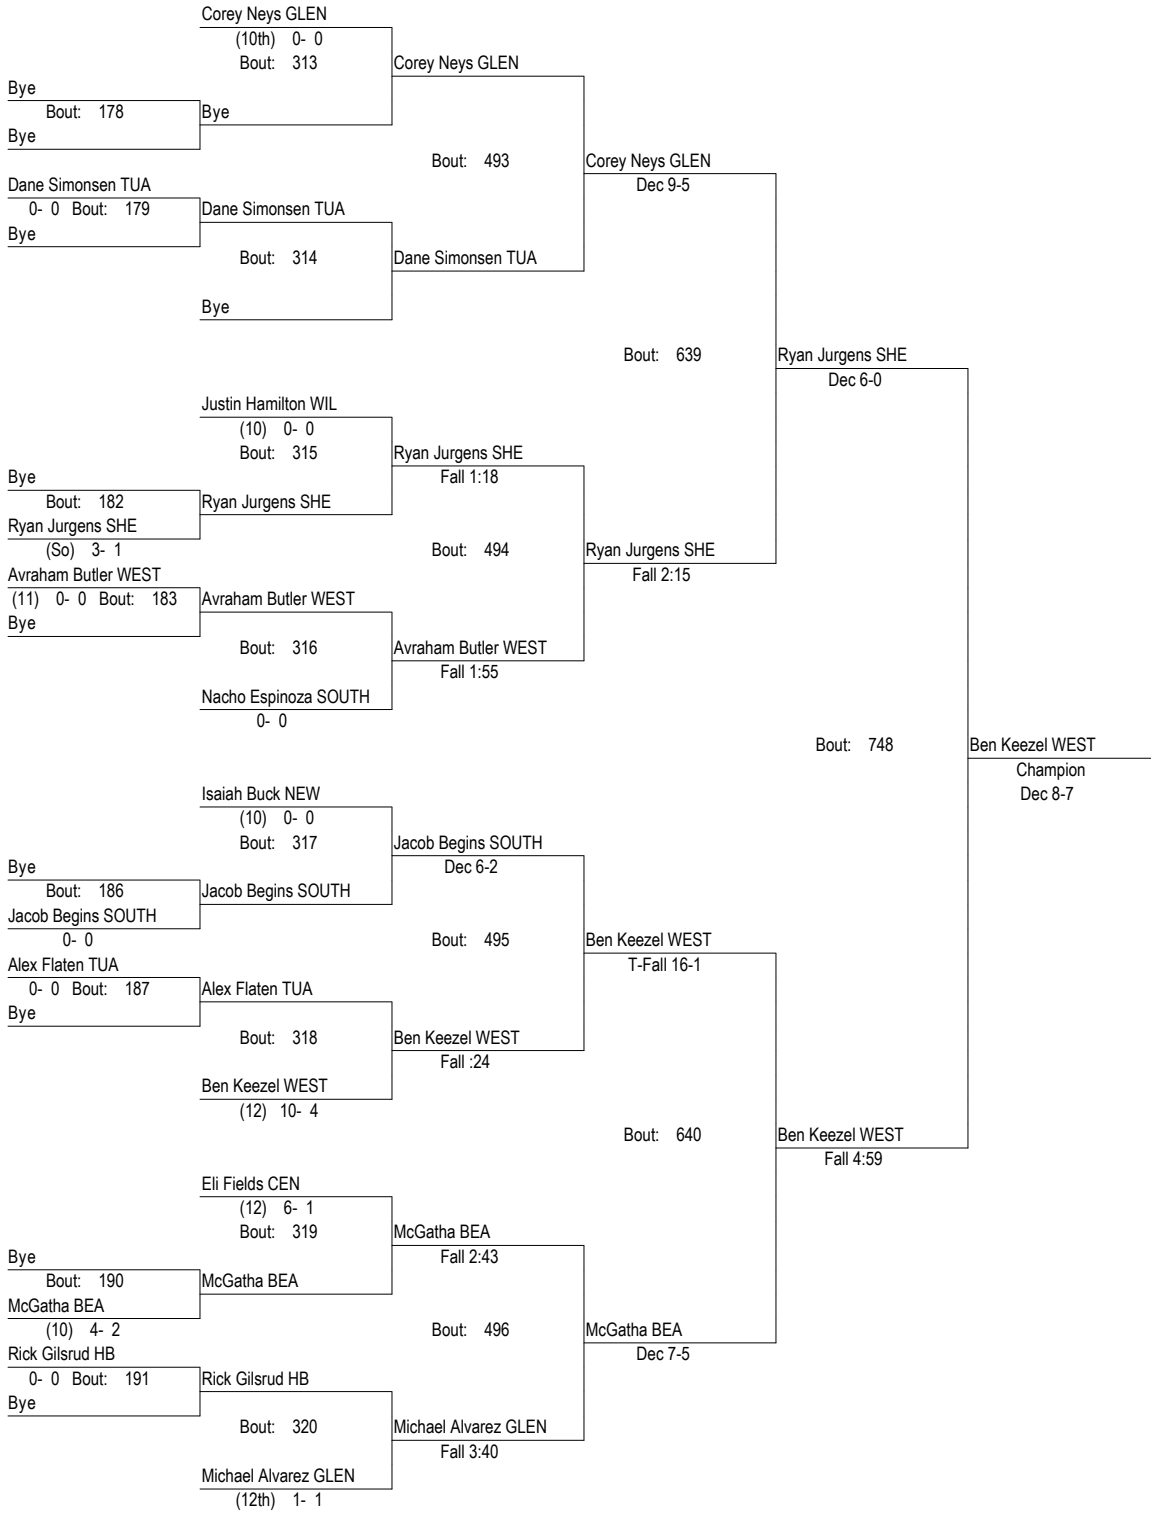 Corey Neys GLEN
(10th) 0- 0
Bout: 313
Corey Neys GLEN
Bye
Bout: 178
Bye
Bye
Bout: 493
Corey Neys GLEN
Dec 9-5
Dane Simonsen TUA
0- 0 Bout: 179
Dane Simonsen TUA
Bye
Bout: 314
Dane Simonsen TUA
Bye
Bout: 639
Ryan Jurgens SHE
Dec 6-0
Justin Hamilton WIL
(10) 0- 0
Bout: 315
Ryan Jurgens SHE
Fall 1:18
Bye
Bout: 182
Ryan Jurgens SHE
Ryan Jurgens SHE
(So) 3- 1
Bout: 494
Ryan Jurgens SHE
Fall 2:15
Avraham Butler WEST
(11) 0- 0 Bout: 183
Avraham Butler WEST
Bye
Bout: 316
Avraham Butler WEST
Fall 1:55
Nacho Espinoza SOUTH
0- 0
Bout: 748
Ben Keezel WEST
Champion
Dec 8-7
Isaiah Buck NEW
(10) 0- 0
Bout: 317
Jacob Begins SOUTH
Dec 6-2
Bye
Bout: 186
Jacob Begins SOUTH
Jacob Begins SOUTH
0- 0
Bout: 495
Ben Keezel WEST
T-Fall 16-1
Alex Flaten TUA
0- 0 Bout: 187
Alex Flaten TUA
Bye
Bout: 318
Ben Keezel WEST
Fall :24
Ben Keezel WEST
(12) 10- 4
Bout: 640
Ben Keezel WEST
Fall 4:59
Eli Fields CEN
(12) 6- 1
Bout: 319
McGatha BEA
Fall 2:43
Bye
Bout: 190
McGatha BEA
McGatha BEA
(10) 4- 2
Bout: 496
McGatha BEA
Dec 7-5
Rick Gilsrud HB
0- 0 Bout: 191
Rick Gilsrud HB
Bye
Bout: 320
Michael Alvarez GLEN
Fall 3:40
Michael Alvarez GLEN
(12th) 1- 1